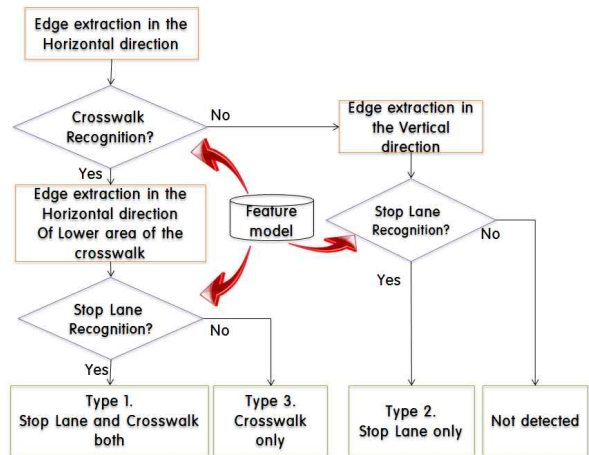 Edge extraction in the
Horizontal direction
Crosswalk
Recognition?
No
Yes
Edge extraction in
the Vertical
direction
Edge extraction in the
Horizontal direction
Of Lower area of the
crosswalk
Feature
model
Stop Lane
Recognition?
No
Yes
Stop Lane
Recognition?
No
Yes
Type 1.
Stop Lane and Crosswalk
both
Type 3.
Crosswalk
only
Type 2.
Stop Lane only
Not detected